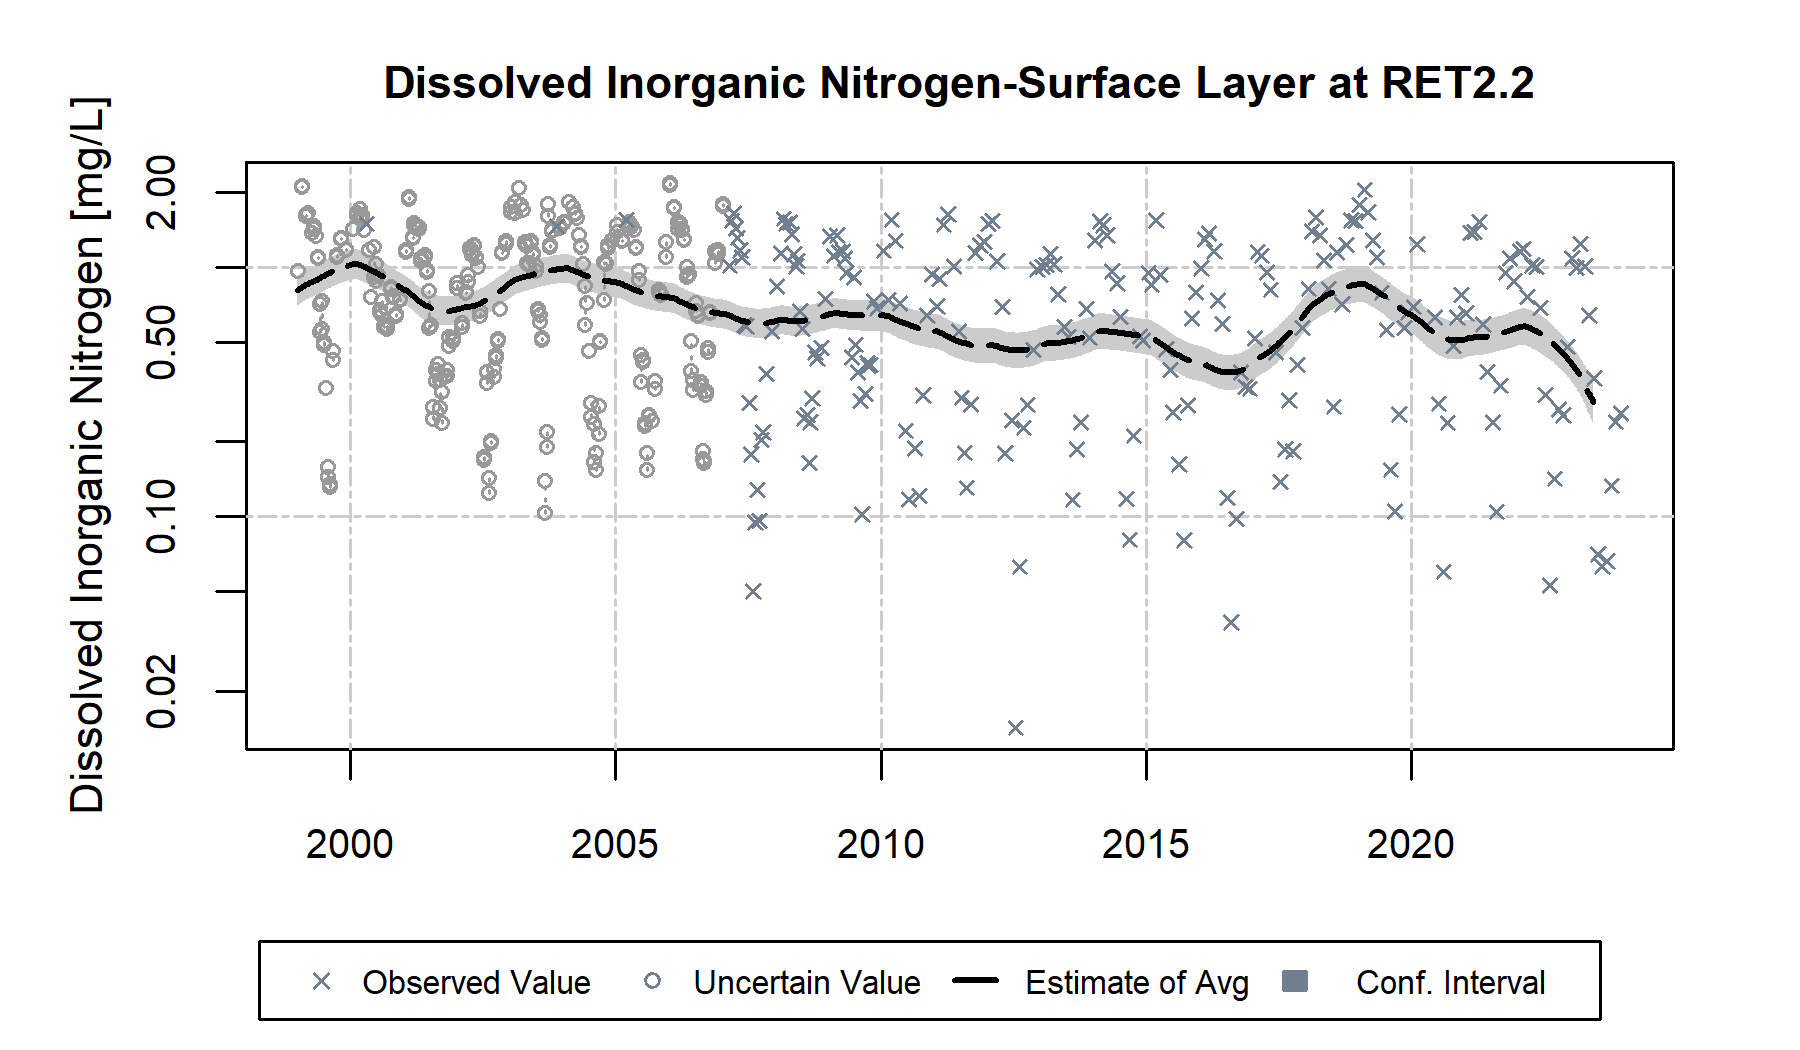 Dissolved Inorganic Nitrogen-Surface Layer at RET2.2
Dissolved Inorganic Nitrogen [mg/L]
2.00
0.50
0.10
0.02
2000 2005 2010 2015 2020
Observed Value Uncertain Value Estimate of Avg Conf. Interval